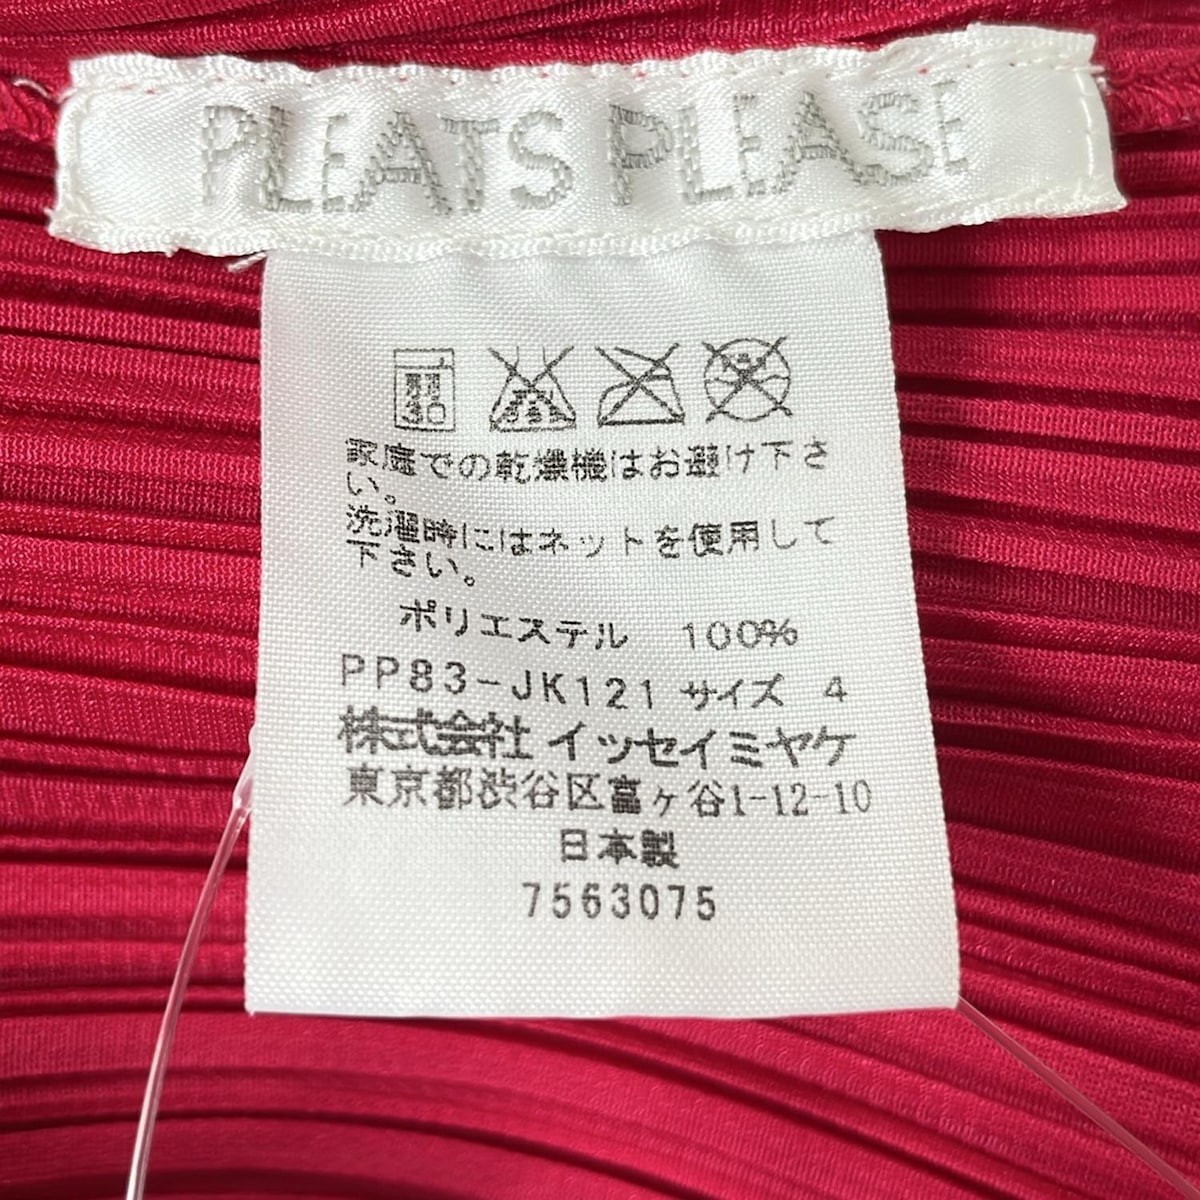 PLEATS PLEASE
30
家庭での乾燥機はお避け下さ
い。
洗濯時にはネットを使用して
下さい。
ポリエステル 100%
PP83-JK121 サイズ 4
株式会社 イッセイミヤケ
東京都渋谷区富ヶ谷1-12-10
日本製
7563075